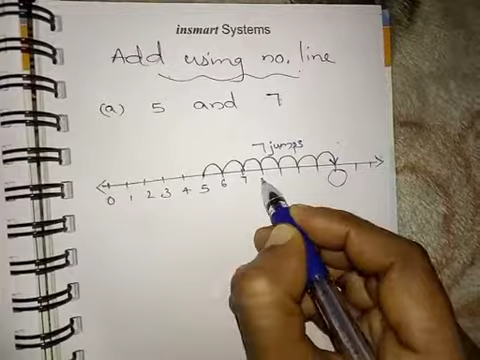 insmart Systems
Add using no. line
(a) 5 and 7
7 jumps
0 1 2 3 4 5 6 7